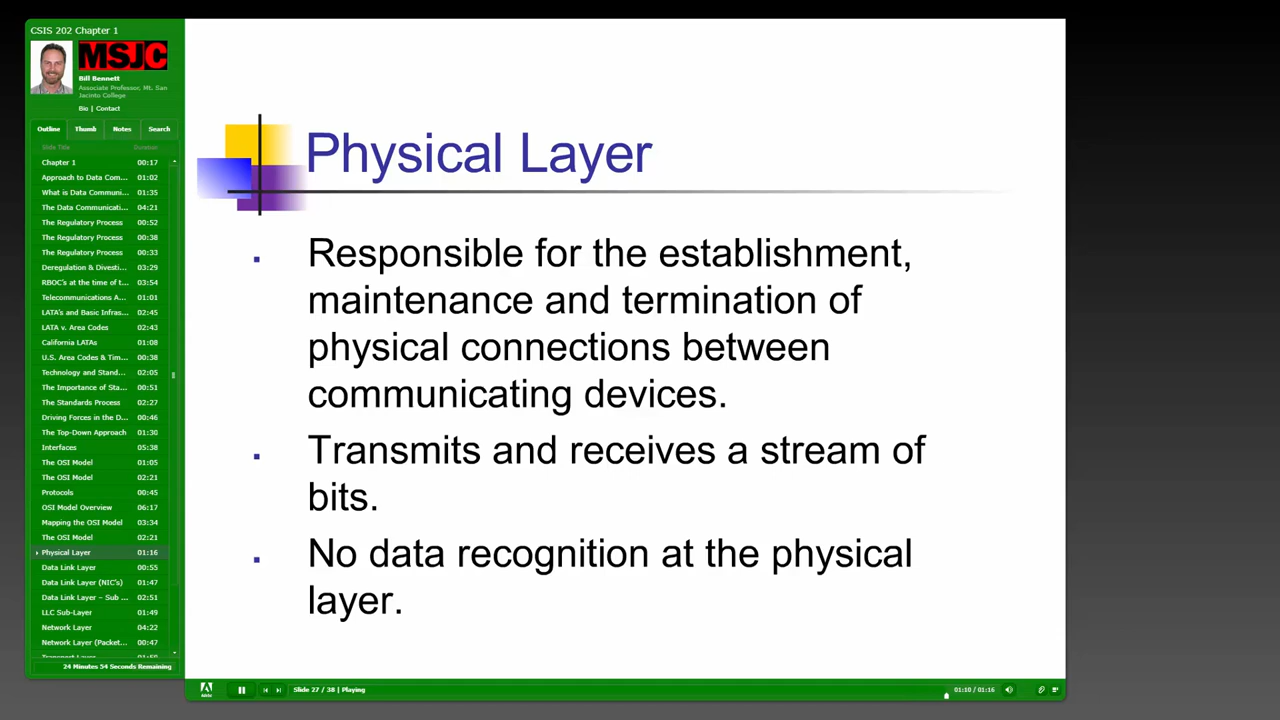 CSIS 202 Chapter 1
MSJC
Bill Bennett
Associate Professor, Mt. San
Jacinto College
Bio | Contact
Outline Thumb Notes Search
Slide Title Duration
Chapter 1 00:17
Approach to Data Com... 01:02
What is Data Communi... 01:35
The Data Communicati... 04:21
The Regulatory Process 00:52
The Regulatory Process 00:38
The Regulatory Process 00:33
Deregulation & Divesti... 03:29
RBOC's at the time of t... 03:54
Telecommunications A... 01:01
LATA's and Basic Infras... 02:45
LATA v. Area Codes 02:43
California LATAs 01:08
U.S. Area Codes & Tim... 00:38
Technology and Stand... 02:05
The Importance of Sta... 00:51
The Standards Process 02:27
Driving Forces in the D... 00:46
The Top-Down Approach 01:30
Interfaces 05:38
The OSI Model 01:05
The OSI Model 02:21
Protocols 00:45
OSI Model Overview 06:17
Mapping the OSI Model 03:34
The OSI Model 02:21
Physical Layer 01:16
Data Link Layer 00:55
Data Link Layer (NIC's) 01:47
Data Link Layer – Sub ... 02:51
LLC Sub-Layer 01:49
Network Layer 04:22
Network Layer (Packet... 00:47
Transport Layer 01:50
24 Minutes 54 Seconds Remaining
Physical Layer
Responsible for the establishment,
maintenance and termination of
physical connections between
communicating devices.
Transmits and receives a stream of
bits.
No data recognition at the physical
layer.
Slide 27 / 38 | Playing
01:10 / 01:16